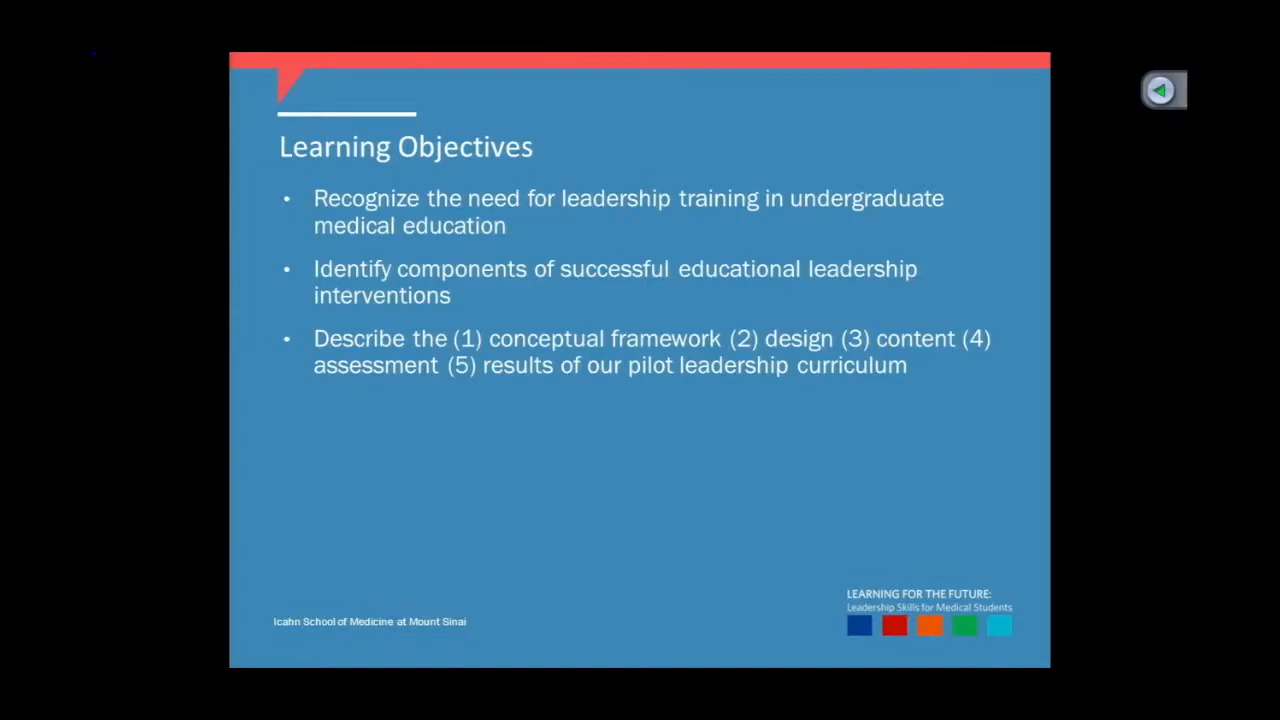 Learning Objectives
• Recognize the need for leadership training in undergraduate
medical education
• Identify components of successful educational leadership
interventions
• Describe the (1) conceptual framework (2) design (3) content (4)
assessment (5) results of our pilot leadership curriculum
LEARNING FOR THE FUTURE:
Leadership Skills for Medical Students
Icahn School of Medicine at Mount Sinai